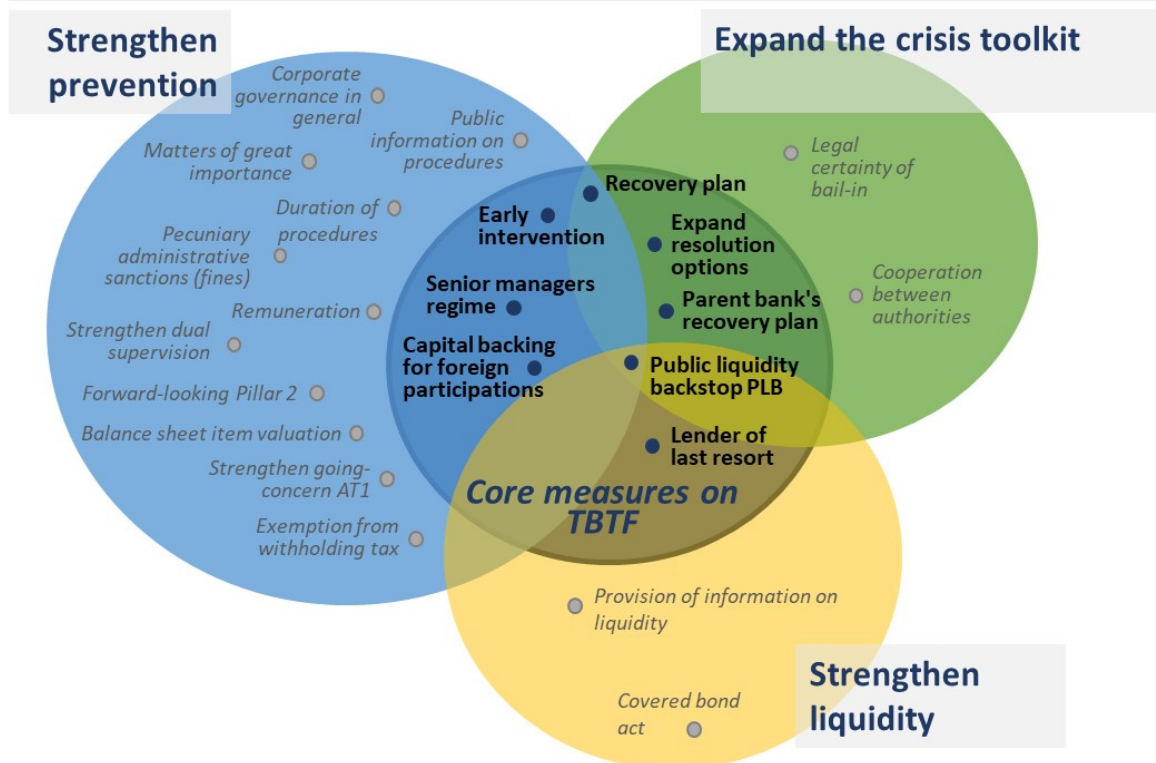 Strengthen
prevention
Expand the crisis toolkit
Corporate
governance in
general
Public
information on
procedures
Matters of great
importance
Duration of
procedures
Pecuniary
administrative
sanctions (fines)
Remuneration
Strengthen dual
supervision
Forward-looking Pillar 2
Balance sheet item valuation
Strengthen going-
concern AT1
Exemption from
withholding tax
Early
intervention
Senior managers
regime
Capital backing
for foreign
participations
Recovery plan
Expand
resolution
options
Parent bank's
recovery plan
Public liquidity
backstop PLB
Lender of
last resort
Core measures on
TBTF
Legal
certainty of
bail-in
Cooperation
between
authorities
Provision of information on
liquidity
Covered bond
act
Strengthen
liquidity